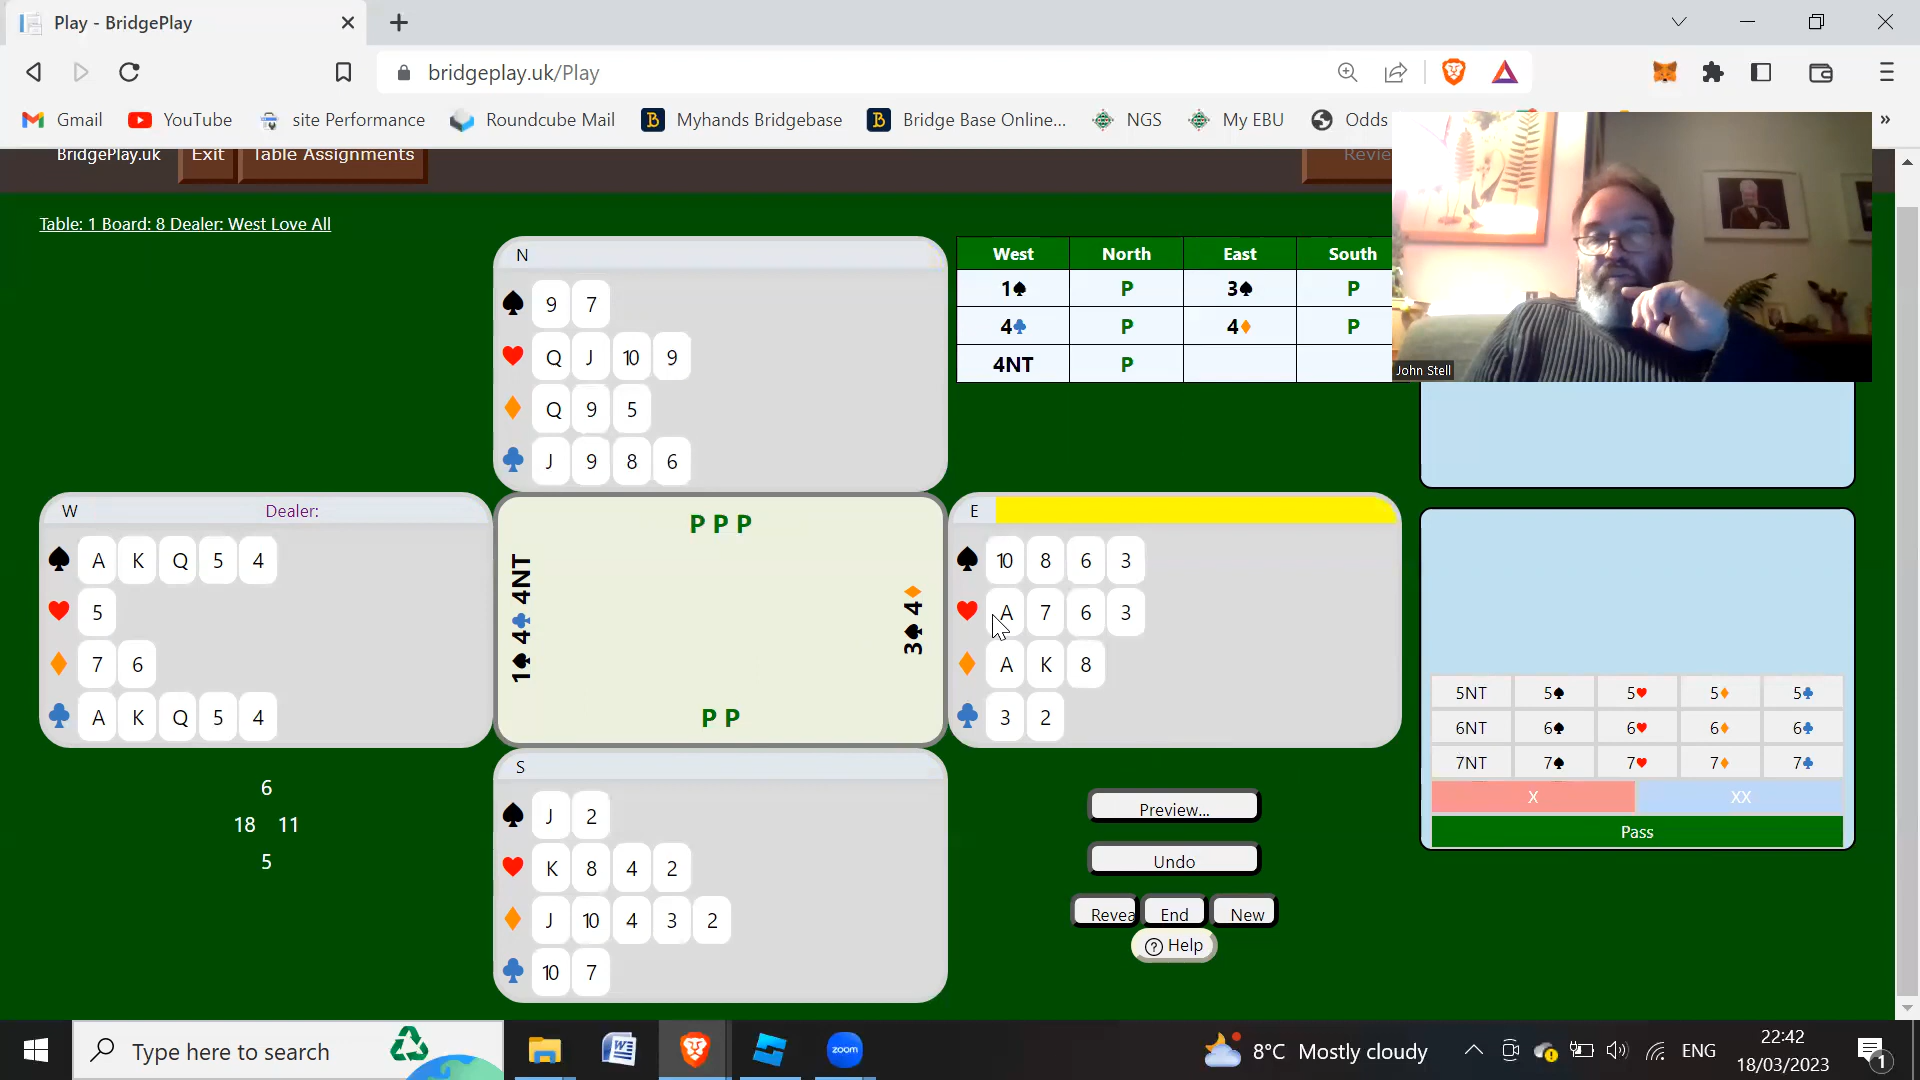 Play - BridgePlay
bridgeplay.uk/Play
Gmail YouTube site Performance Roundcube Mail Myhands Bridgebase Bridge Base Online... NGS My EBU Odds »
BridgePlay.uk Exit Table Assignments
Table: 1 Board: 8 Dealer: West Love All
N
♠ 9 7
♥ Q J 10 9
♦ Q 9 5
♣ J 9 8 6
West North East South
1♠ P 3♠ P
4♣ P 4♦ P
4NT P
John Stell
W Dealer:
♠ A K Q 5 4
♥ 5
♦ 7 6
♣ A K Q 5 4
P P P
1♠ 4♣ 4NT
3♠ 4♦
P P
E
♠ 10 8 6 3
♥ A 7 6 3
♦ A K 8
♣ 3 2
S
♠ J 2
♥ K 8 4 2
♦ J 10 4 3 2
♣ 10 7
6
18 11
5
Preview...
Undo
Revea End New
Help
5NT 5♠ 5♥ 5♦ 5♣
6NT 6♠ 6♥ 6♦ 6♣
7NT 7♠ 7♥ 7♦ 7♣
X XX
Pass
Type here to search
zoom
8°C Mostly cloudy
ENG
22:42
18/03/2023
1